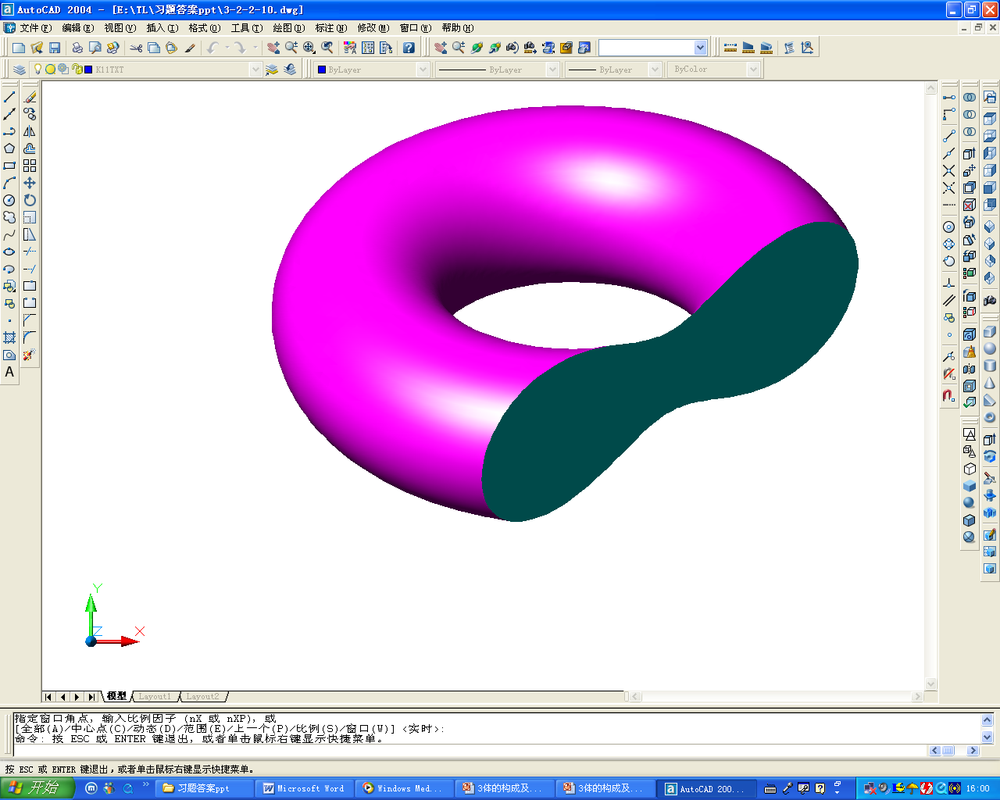 AutoCAD 2004 - [E:\TL\习题答案ppt\3-2-2-10.dwg]
文件(F) 编辑(E) 视图(V) 插入(I) 格式(O) 工具(T) 绘图(D) 标注(N) 修改(M) 窗口(W) 帮助(H)
K11TXT ByLayer ByLayer ByLayer ByColor
A
Y
Z X
模型 Layout1 Layout2
指定窗口角点，输入比例因子 (nX 或 nXP)，或
[全部(A)/中心点(C)/动态(D)/范围(E)/上一个(P)/比例(S)/窗口(W)] <实时>:
命令: 按 ESC 或 ENTER 键退出，或者单击鼠标右键显示快捷菜单。
按 ESC 或 ENTER 键退出，或者单击鼠标右键显示快捷菜单。
开始 习题答案ppt Microsoft Word Windows Med... 3体的构成及... 3体的构成及... AutoCAD 200... 16:00